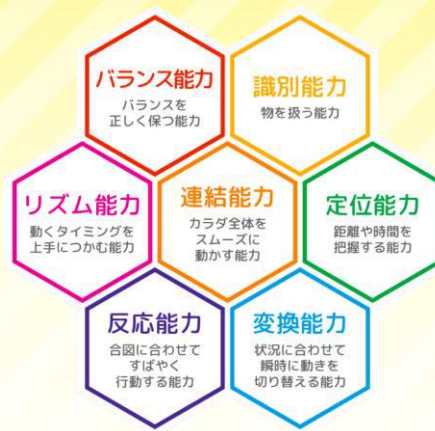 バランス能力
バランスを
正しく保つ能力
識別能力
物を扱う能力
リズム能力
動くタイミングを
上手につかむ能力
連結能力
カラダ全体を
スムーズに
動かす能力
定位能力
距離や時間を
把握する能力
反応能力
合図に合わせて
すばやく
行動する能力
変換能力
状況に合わせて
瞬時に動きを
切り替える能力